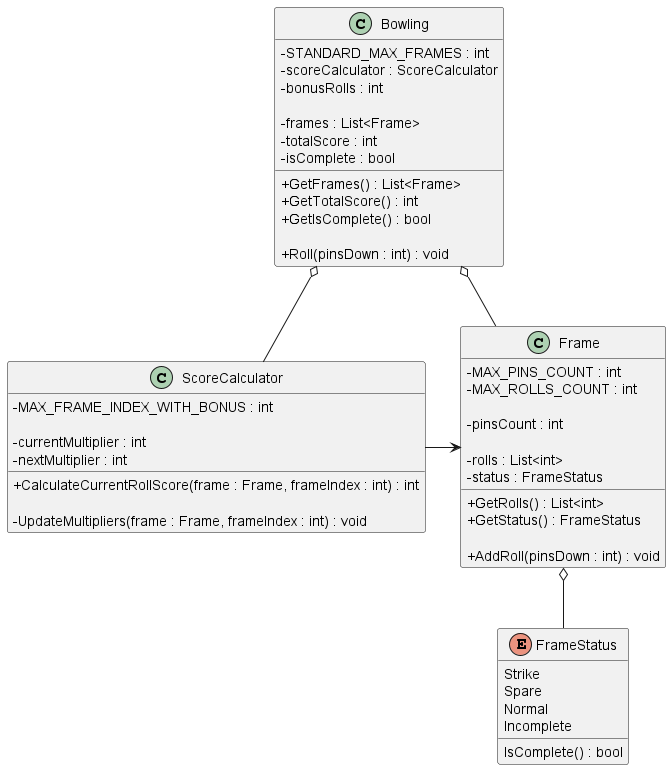 C Bowling
-STANDARD_MAX_FRAMES : int
-scoreCalculator : ScoreCalculator
-bonusRolls : int
-frames : List<Frame>
-totalScore : int
-isComplete : bool
+GetFrames() : List<Frame>
+GetTotalScore() : int
+GetIsComplete() : bool
+Roll(pinsDown : int) : void
C ScoreCalculator
-MAX_FRAME_INDEX_WITH_BONUS : int
-currentMultiplier : int
-nextMultiplier : int
+CalculateCurrentRollScore(frame : Frame, frameIndex : int) : int
-UpdateMultipliers(frame : Frame, frameIndex : int) : void
C Frame
-MAX_PINS_COUNT : int
-MAX_ROLLS_COUNT : int
-pinsCount : int
-rolls : List<int>
-status : FrameStatus
+GetRolls() : List<int>
+GetStatus() : FrameStatus
+AddRoll(pinsDown : int) : void
E FrameStatus
Strike
Spare
Normal
Incomplete
IsComplete() : bool